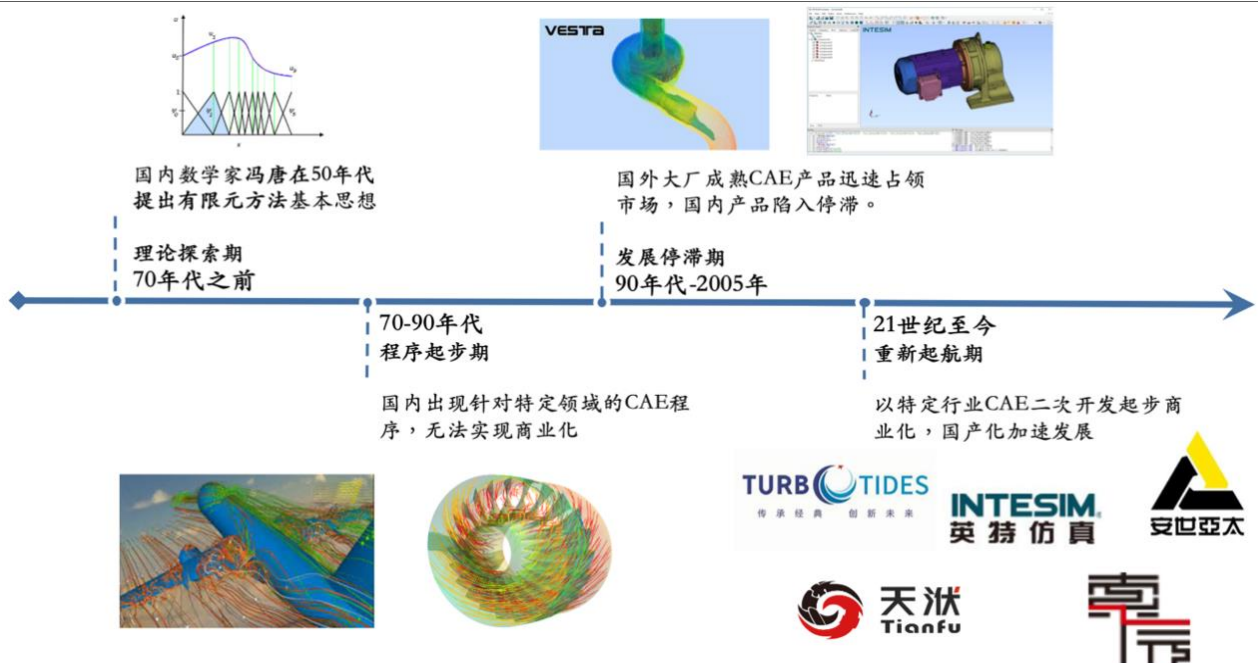 VESTA
INTESIM
国内数学家冯唐在50年代
提出有限元方法基本思想
理论探索期
70年代之前
国外大厂成熟CAE产品迅速占领
市场，国内产品陷入停滞。
发展停滞期
90年代-2005年
70-90年代
程序起步期
国内出现针对特定领域的CAE程
序，无法实现商业化
21世纪至今
重新起航期
以特定行业CAE二次开发起步商
业化，国产化加速发展
TURBOTIDES
传承经典 创新未来
INTESIM
英特仿真
安世亞太
天洑
Tianfu